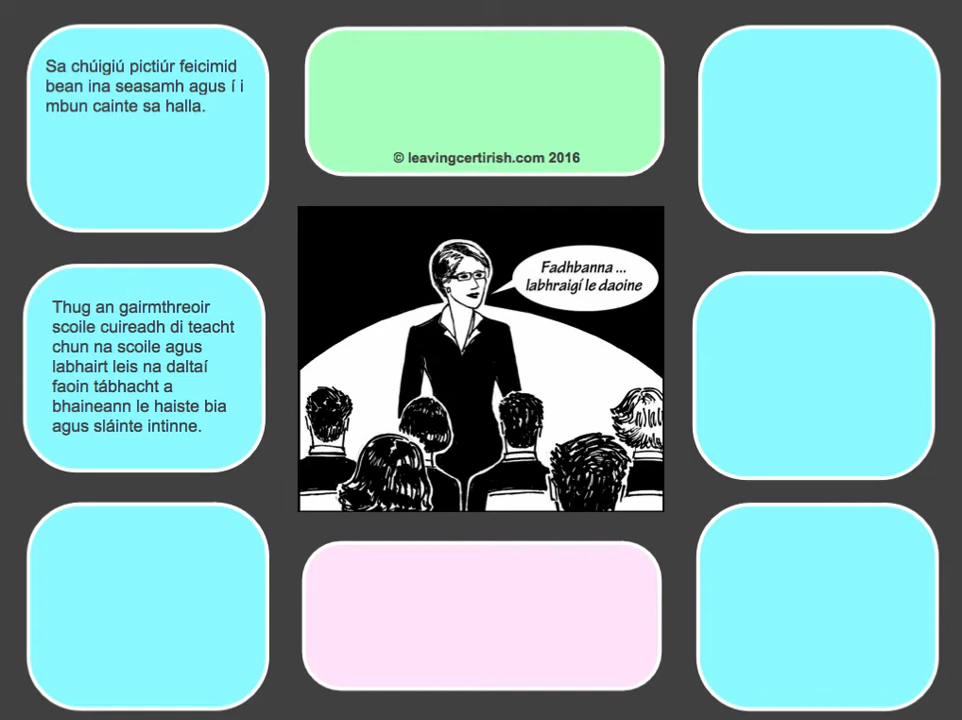 Sa chúigiú pictiúr feicimid
bean ina seasamh agus í i
mbun cainte sa halla.
© leavingcertirish.com 2016
Fadhbanna ...
labhraigí le daoine
Thug an gairmthreoir
scoile cuireadh di teacht
chun na scoile agus
labhairt leis na daltaí
faoin tábhacht a
bhaineann le haiste bia
agus sláinte intinne.